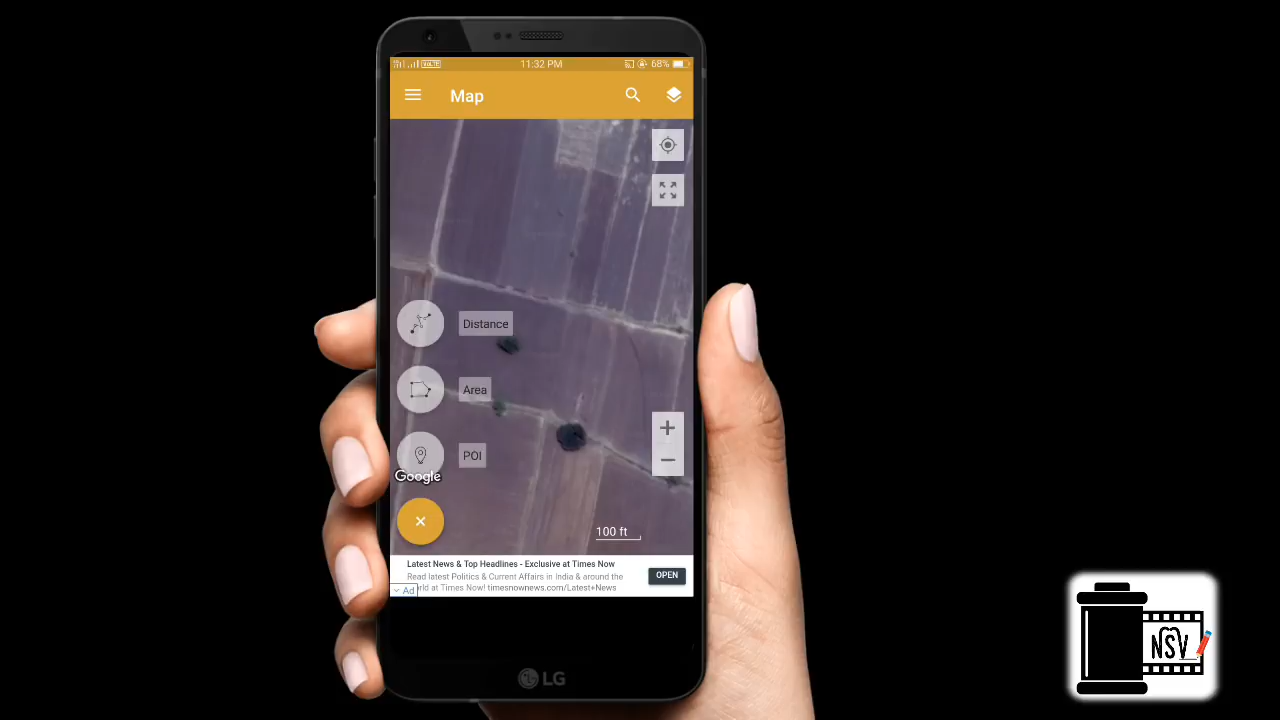 VOLTE 11:32 PM 68%
Map
Distance
Area
POI
Google
100 ft
Latest News & Top Headlines - Exclusive at Times Now
Read latest Politics & Current Affairs in India & around the
rld at Times Now! timesnownews.com/Latest+News
OPEN
Ad
LG
NSV